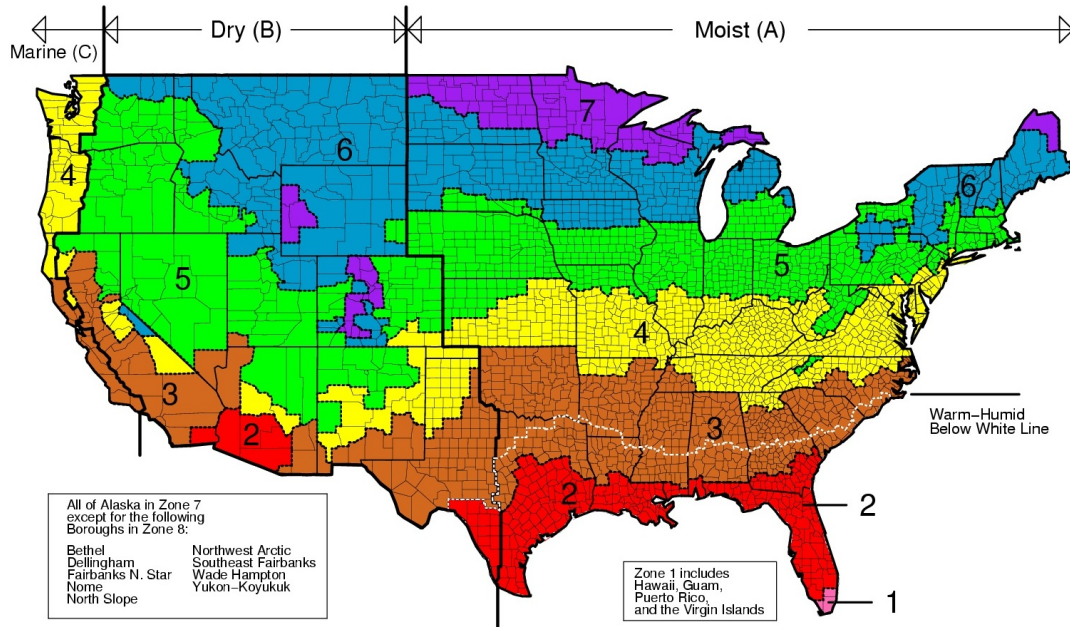 Marine (C)
Dry (B)
Moist (A)
7
6
4
6
5
5
4
3
3
2
2
2
1
Warm-Humid
Below White Line
All of Alaska in Zone 7
except for the following
Boroughs in Zone 8:
Bethel
Dellingham
Fairbanks N. Star
Nome
North Slope
Northwest Arctic
Southeast Fairbanks
Wade Hampton
Yukon-Koyukuk
Zone 1 includes
Hawaii, Guam,
Puerto Rico,
and the Virgin Islands